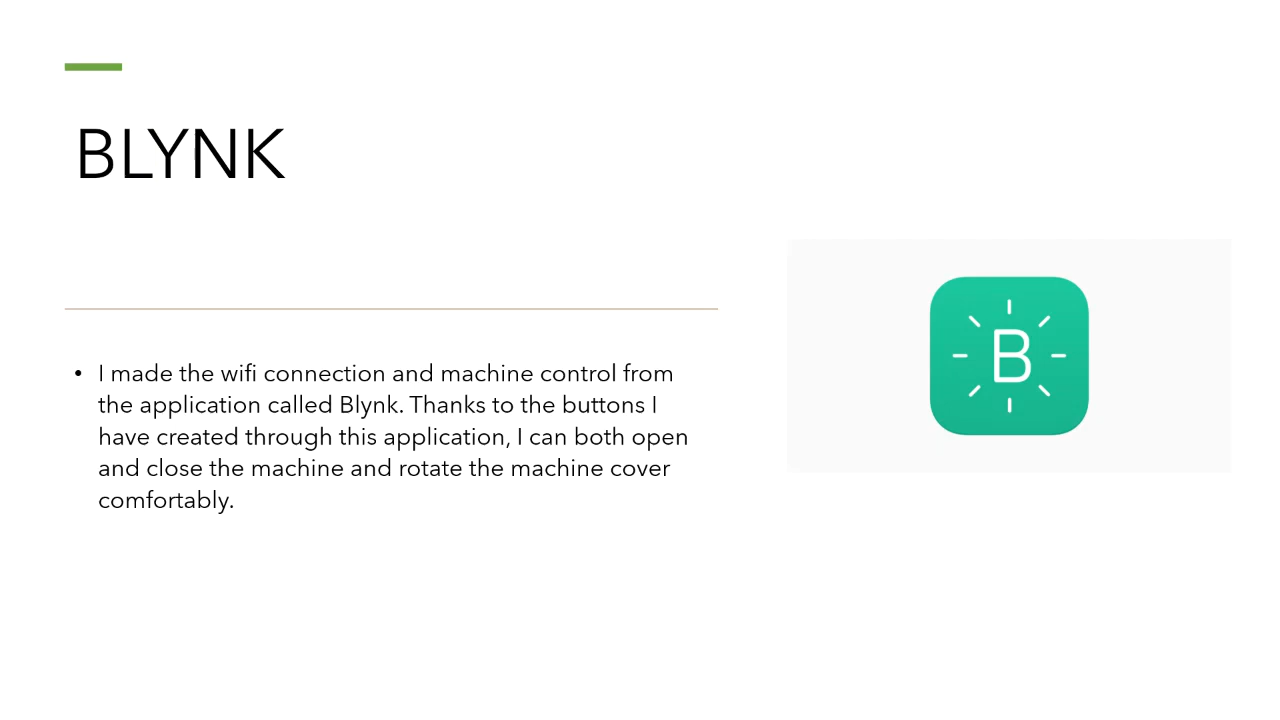 BLYNK
• I made the wifi connection and machine control from
the application called Blynk. Thanks to the buttons I
have created through this application, I can both open
and close the machine and rotate the machine cover
comfortably.
B